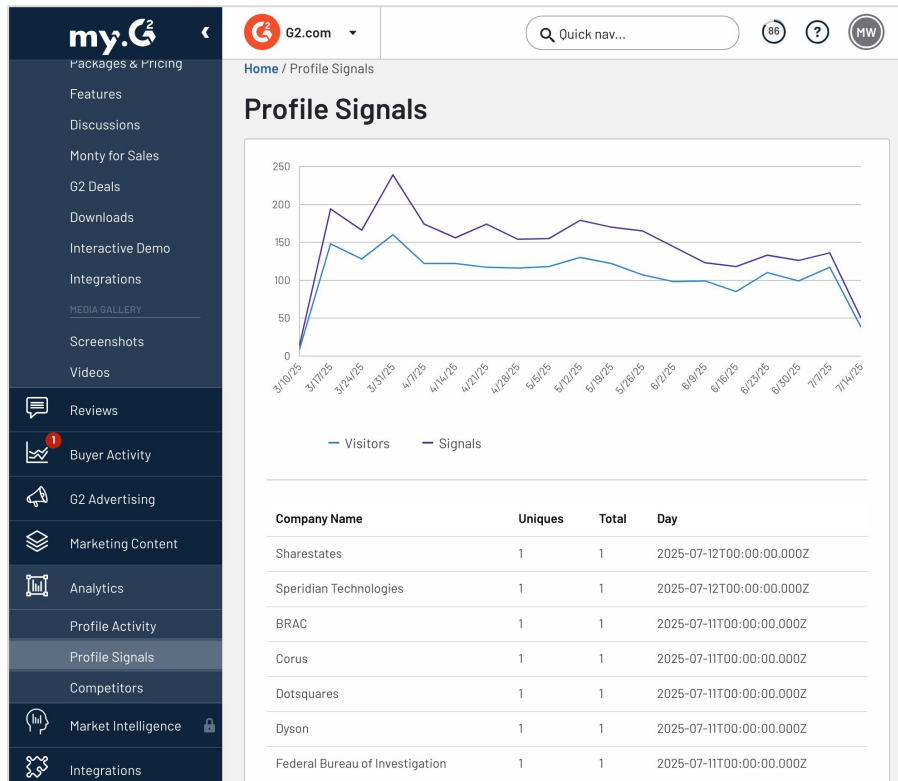 my.G2
G2.com
Quick nav...
86
?
MW
Packages & Pricing
Features
Discussions
Monty for Sales
G2 Deals
Downloads
Interactive Demo
Integrations
MEDIA GALLERY
Screenshots
Videos
Reviews
1
Buyer Activity
G2 Advertising
Marketing Content
Analytics
Profile Activity
Profile Signals
Competitors
Market Intelligence
Integrations
Home / Profile Signals
Profile Signals
250
200
150
100
50
0
3/10/25 3/17/25 3/24/25 3/31/25 4/7/25 4/14/25 4/21/25 4/28/25 5/5/25 5/12/25 5/19/25 5/26/25 6/2/25 6/9/25 6/16/25 6/23/25 6/30/25 7/7/25 7/14/25
Visitors Signals
Company Name Uniques Total Day
Sharestates 1 1 2025-07-12T00:00:00.000Z
Speridian Technologies 1 1 2025-07-12T00:00:00.000Z
BRAC 1 1 2025-07-11T00:00:00.000Z
Corus 1 1 2025-07-11T00:00:00.000Z
Dotsquares 1 1 2025-07-11T00:00:00.000Z
Dyson 1 1 2025-07-11T00:00:00.000Z
Federal Bureau of Investigation 1 1 2025-07-11T00:00:00.000Z